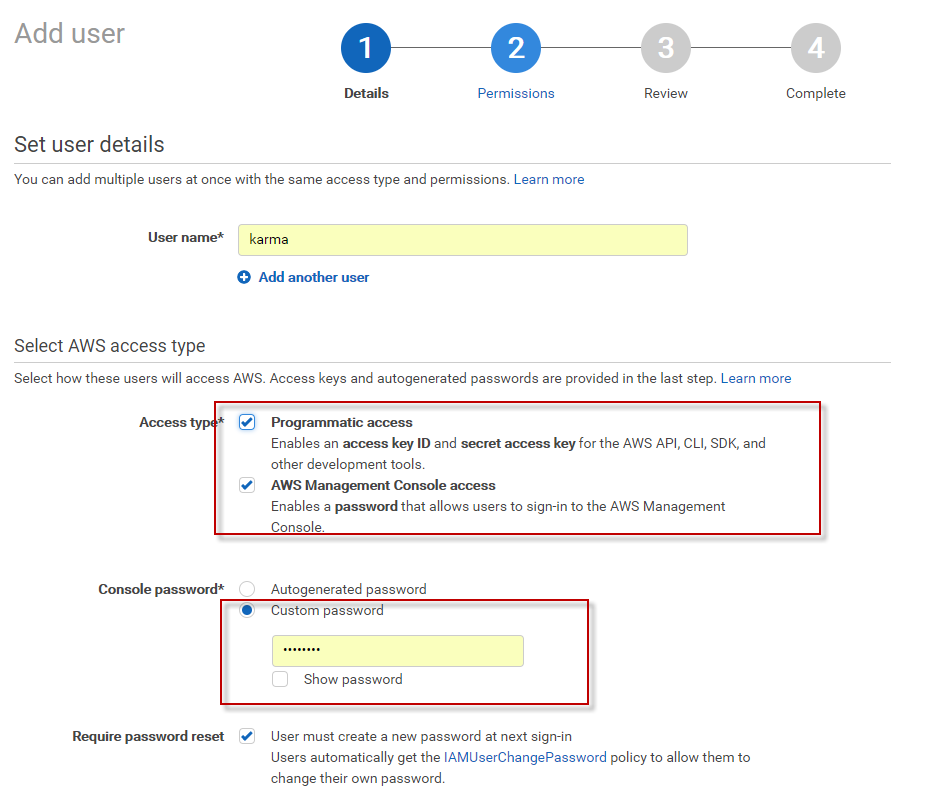 Add user
1 2 3 4
Details Permissions Review Complete
Set user details
You can add multiple users at once with the same access type and permissions. Learn more
User name* karma
Add another user
Select AWS access type
Select how these users will access AWS. Access keys and autogenerated passwords are provided in the last step. Learn more
Access type* Programmatic access
Enables an access key ID and secret access key for the AWS API, CLI, SDK, and
other development tools.
AWS Management Console access
Enables a password that allows users to sign-in to the AWS Management
Console.
Console password* Autogenerated password
Custom password
••••••••
Show password
Require password reset User must create a new password at next sign-in
Users automatically get the IAMUserChangePassword policy to allow them to
change their own password.